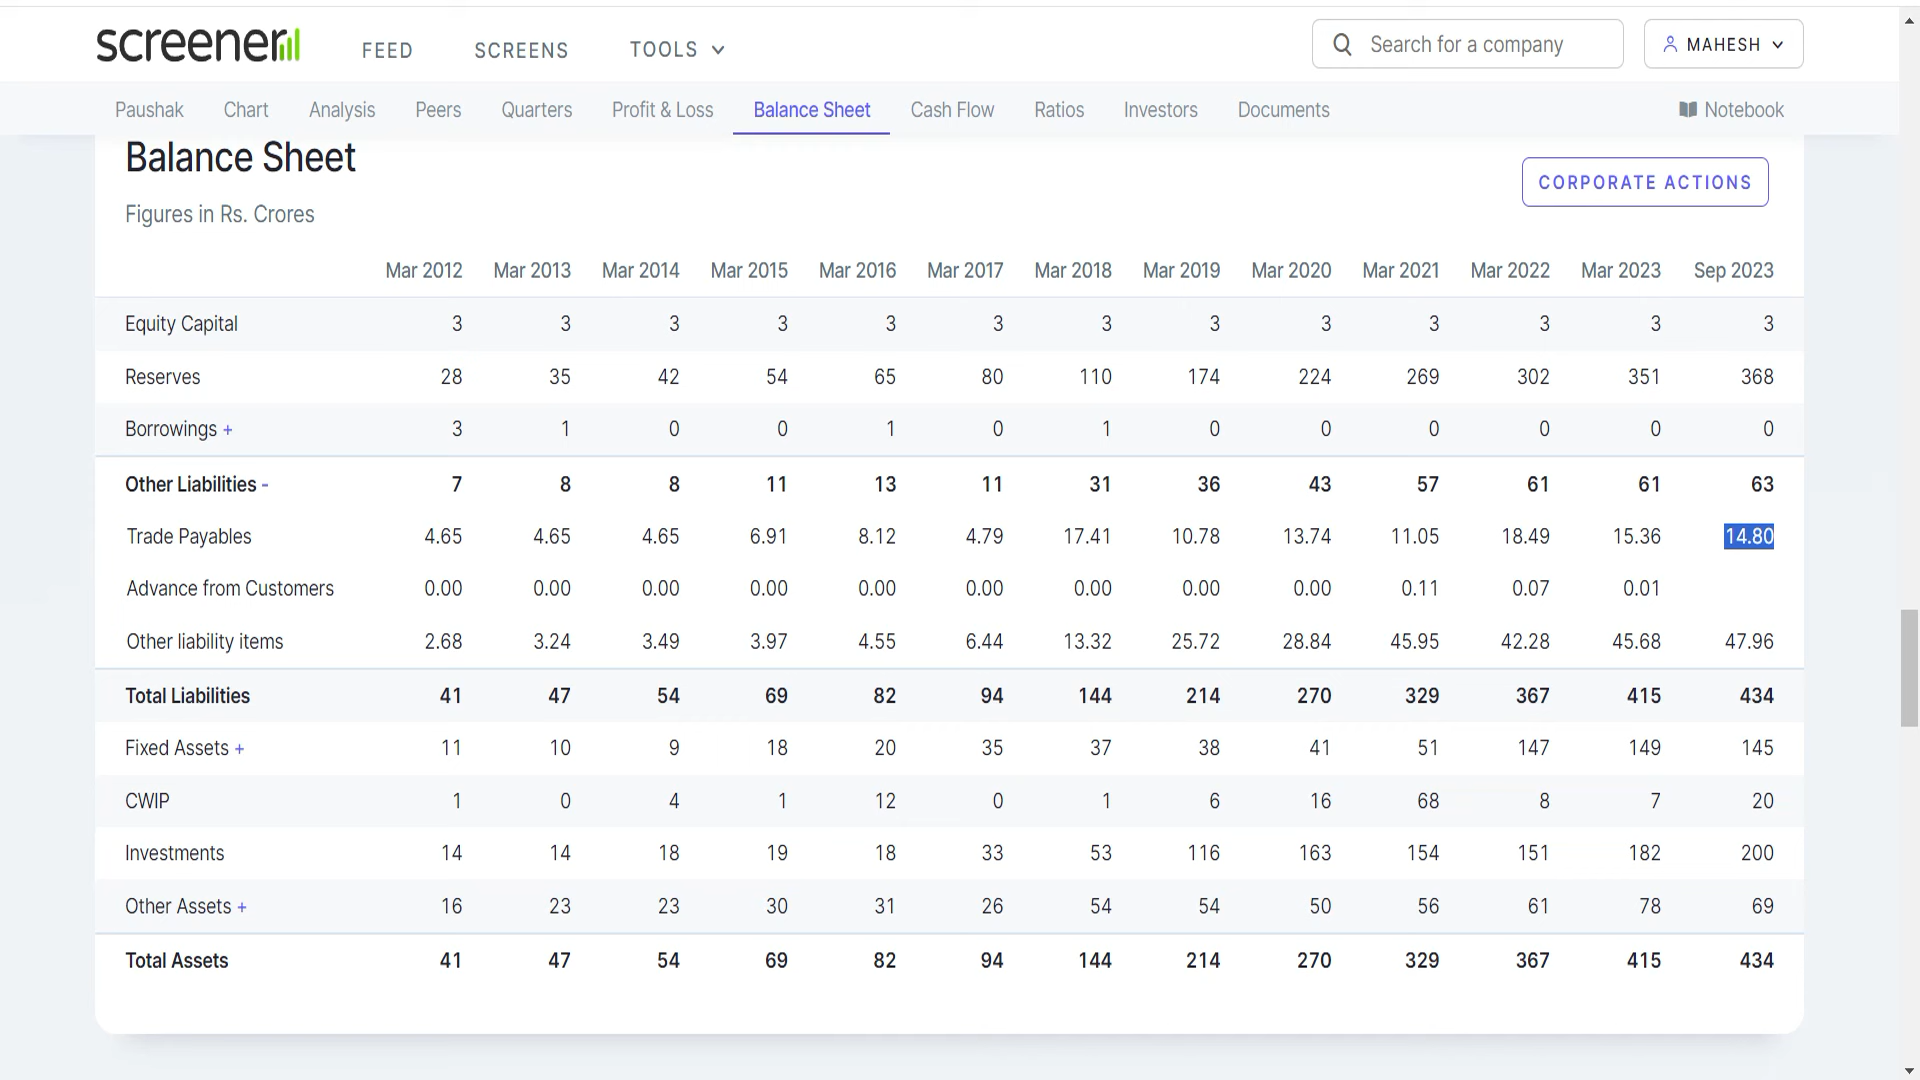 screener FEED SCREENS TOOLS Search for a company MAHESH
Paushak Chart Analysis Peers Quarters Profit & Loss Balance Sheet Cash Flow Ratios Investors Documents Notebook
Balance Sheet
CORPORATE ACTIONS
Figures in Rs. Crores
Mar 2012 Mar 2013 Mar 2014 Mar 2015 Mar 2016 Mar 2017 Mar 2018 Mar 2019 Mar 2020 Mar 2021 Mar 2022 Mar 2023 Sep 2023
Equity Capital 3 3 3 3 3 3 3 3 3 3 3 3 3
Reserves 28 35 42 54 65 80 110 174 224 269 302 351 368
Borrowings + 3 1 0 0 1 0 1 0 0 0 0 0 0
Other Liabilities - 7 8 8 11 13 11 31 36 43 57 61 61 63
Trade Payables 4.65 4.65 4.65 6.91 8.12 4.79 17.41 10.78 13.74 11.05 18.49 15.36 14.80
Advance from Customers 0.00 0.00 0.00 0.00 0.00 0.00 0.00 0.00 0.00 0.11 0.07 0.01
Other liability items 2.68 3.24 3.49 3.97 4.55 6.44 13.32 25.72 28.84 45.95 42.28 45.68 47.96
Total Liabilities 41 47 54 69 82 94 144 214 270 329 367 415 434
Fixed Assets + 11 10 9 18 20 35 37 38 41 51 147 149 145
CWIP 1 0 4 1 12 0 1 6 16 68 8 7 20
Investments 14 14 18 19 18 33 53 116 163 154 151 182 200
Other Assets + 16 23 23 30 31 26 54 54 50 56 61 78 69
Total Assets 41 47 54 69 82 94 144 214 270 329 367 415 434